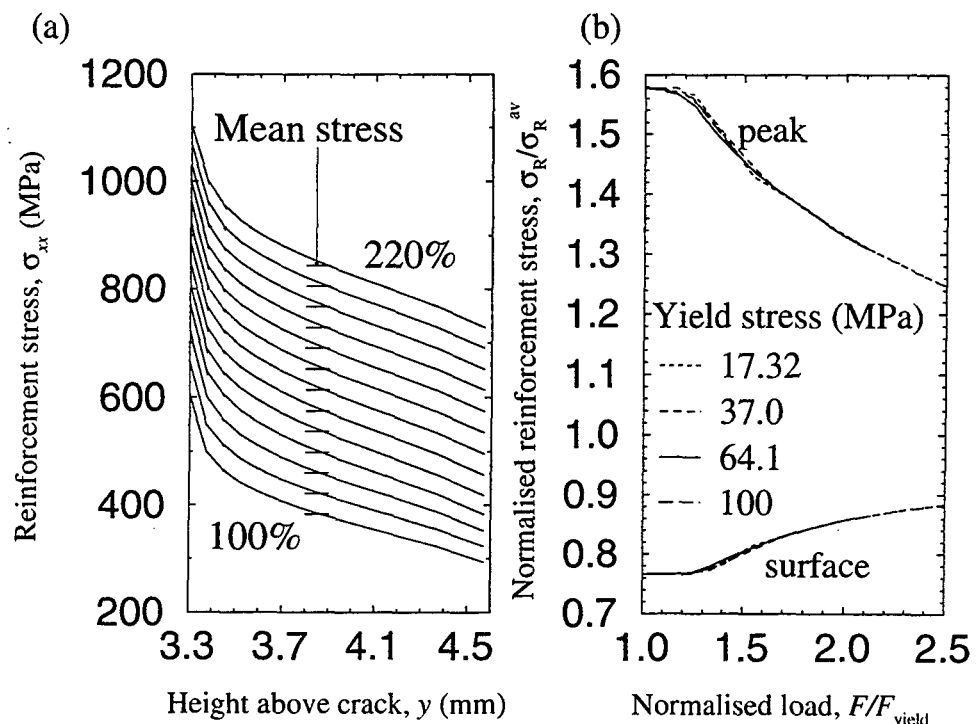 (a)
1200
1000
800
600
400
200
Reinforcement stress, σxx (MPa)
Mean stress
220%
100%
3.3 3.7 4.1 4.5
Height above crack, y (mm)
(b)
1.6
1.5
1.4
1.3
1.2
1.1
1.0
0.9
0.8
0.7
Normalised reinforcement stress, σR/σR av
peak
Yield stress (MPa)
17.32
37.0
64.1
100
surface
1.0 1.5 2.0 2.5
Normalised load, F/Fyield